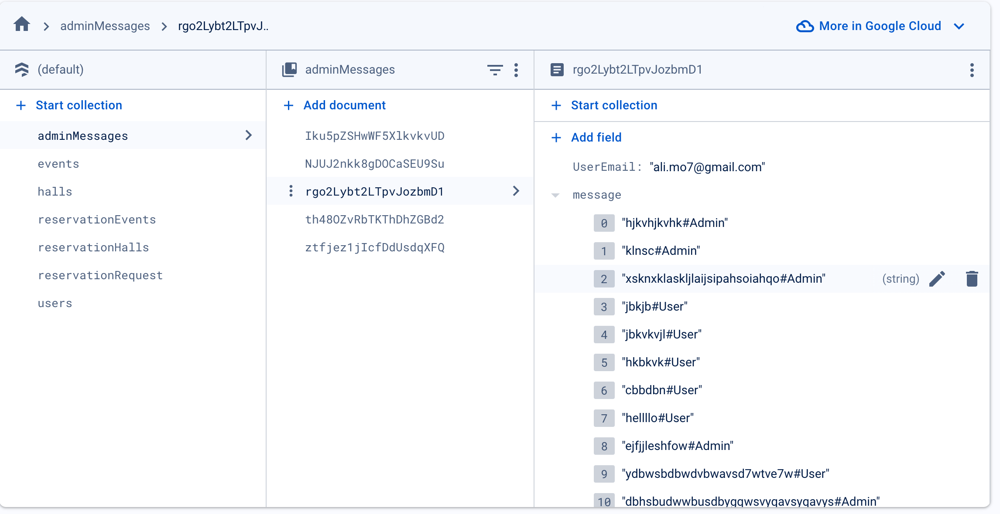 adminMessages rgo2Lybt2LTpvJ.. More in Google Cloud
(default)
Start collection
adminMessages
events
halls
reservationEvents
reservationHalls
reservationRequest
users
adminMessages
Add document
Iku5pZSHwWF5XlkvkvUD
NJUJ2nkk8gDOCaSEU9Su
rgo2Lybt2LTpvJozbmD1
th48OZvRbTKThDhZGBd2
ztfjez1jIcfDdUsdqXFQ
rgo2Lybt2LTpvJozbmD1
Start collection
Add field
UserEmail: "ali.mo7@gmail.com"
message
0 "hjkvhjkvhk#Admin"
1 "klnsc#Admin"
2 "xsknxklaskljlaijsipahsoiahqo#Admin" (string)
3 "jbkjb#User"
4 "jbkvkvjl#User"
5 "hkbkvk#User"
6 "cbbdbn#User"
7 "hellllo#User"
8 "ejfjjleshfow#Admin"
9 "ydbwsbdbwdvbwavsd7wtve7w#User"
10 "dbhsbudwwbusdbygqwsvyqavsyqavys#Admin"